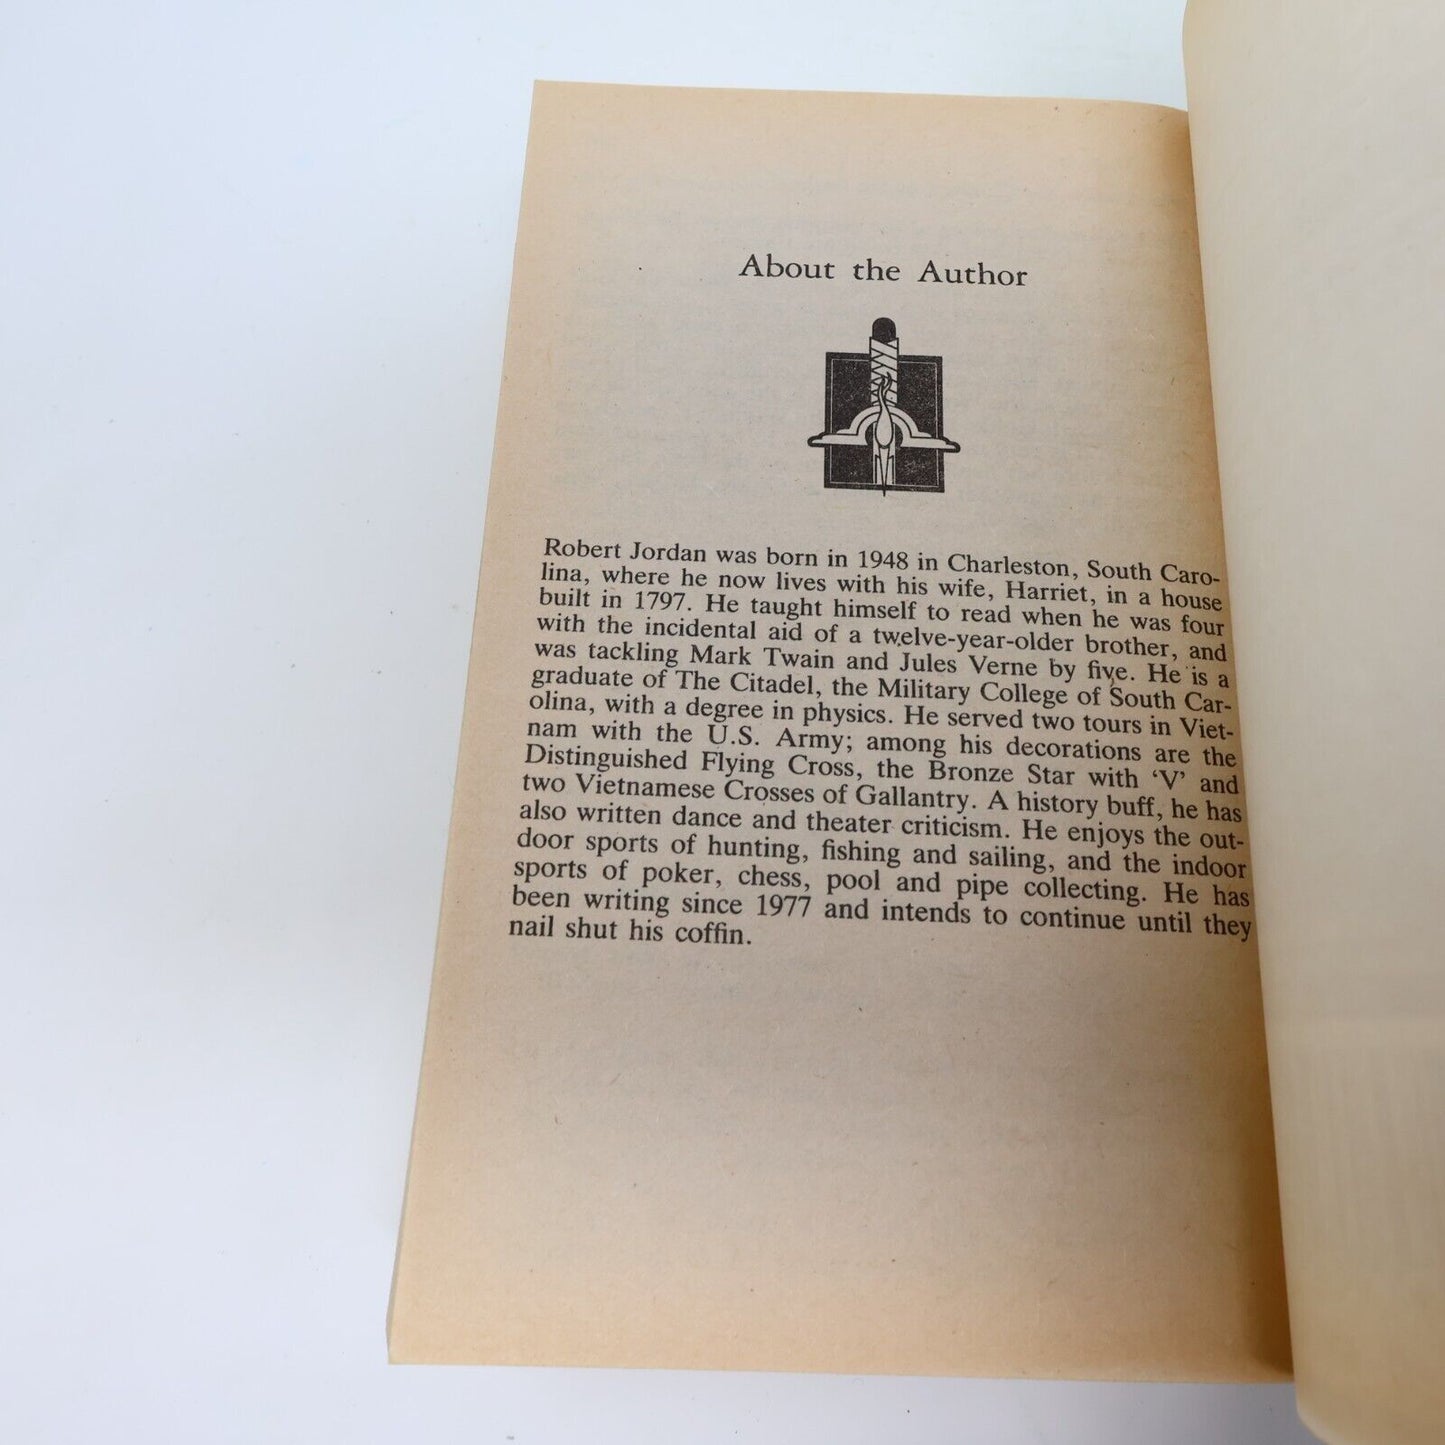 About the Author
Robert Jordan was born in 1948 in Charleston, South Caro-
lina, where he now lives with his wife, Harriet, in a house
built in 1797. He taught himself to read when he was four
with the incidental aid of a twelve-year-older brother, and
was tackling Mark Twain and Jules Verne by five. He is a
graduate of The Citadel, the Military College of South Car-
olina, with a degree in physics. He served two tours in Viet-
nam with the U.S. Army; among his decorations are the
Distinguished Flying Cross, the Bronze Star with ‘V’ and
two Vietnamese Crosses of Gallantry. A history buff, he has
also written dance and theater criticism. He enjoys the out-
door sports of hunting, fishing and sailing, and the indoor
sports of poker, chess, pool and pipe collecting. He has
been writing since 1977 and intends to continue until they
nail shut his coffin.